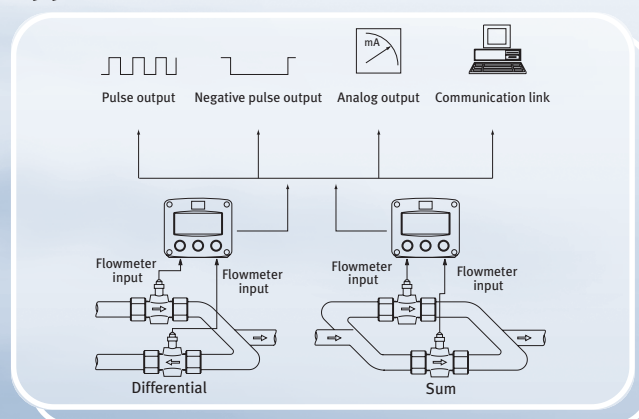 mA
Pulse output
Negative pulse output
Analog output
Communication link
Flowmeter
input
Flowmeter
input
Flowmeter
input
Flowmeter
input
Differential
Sum